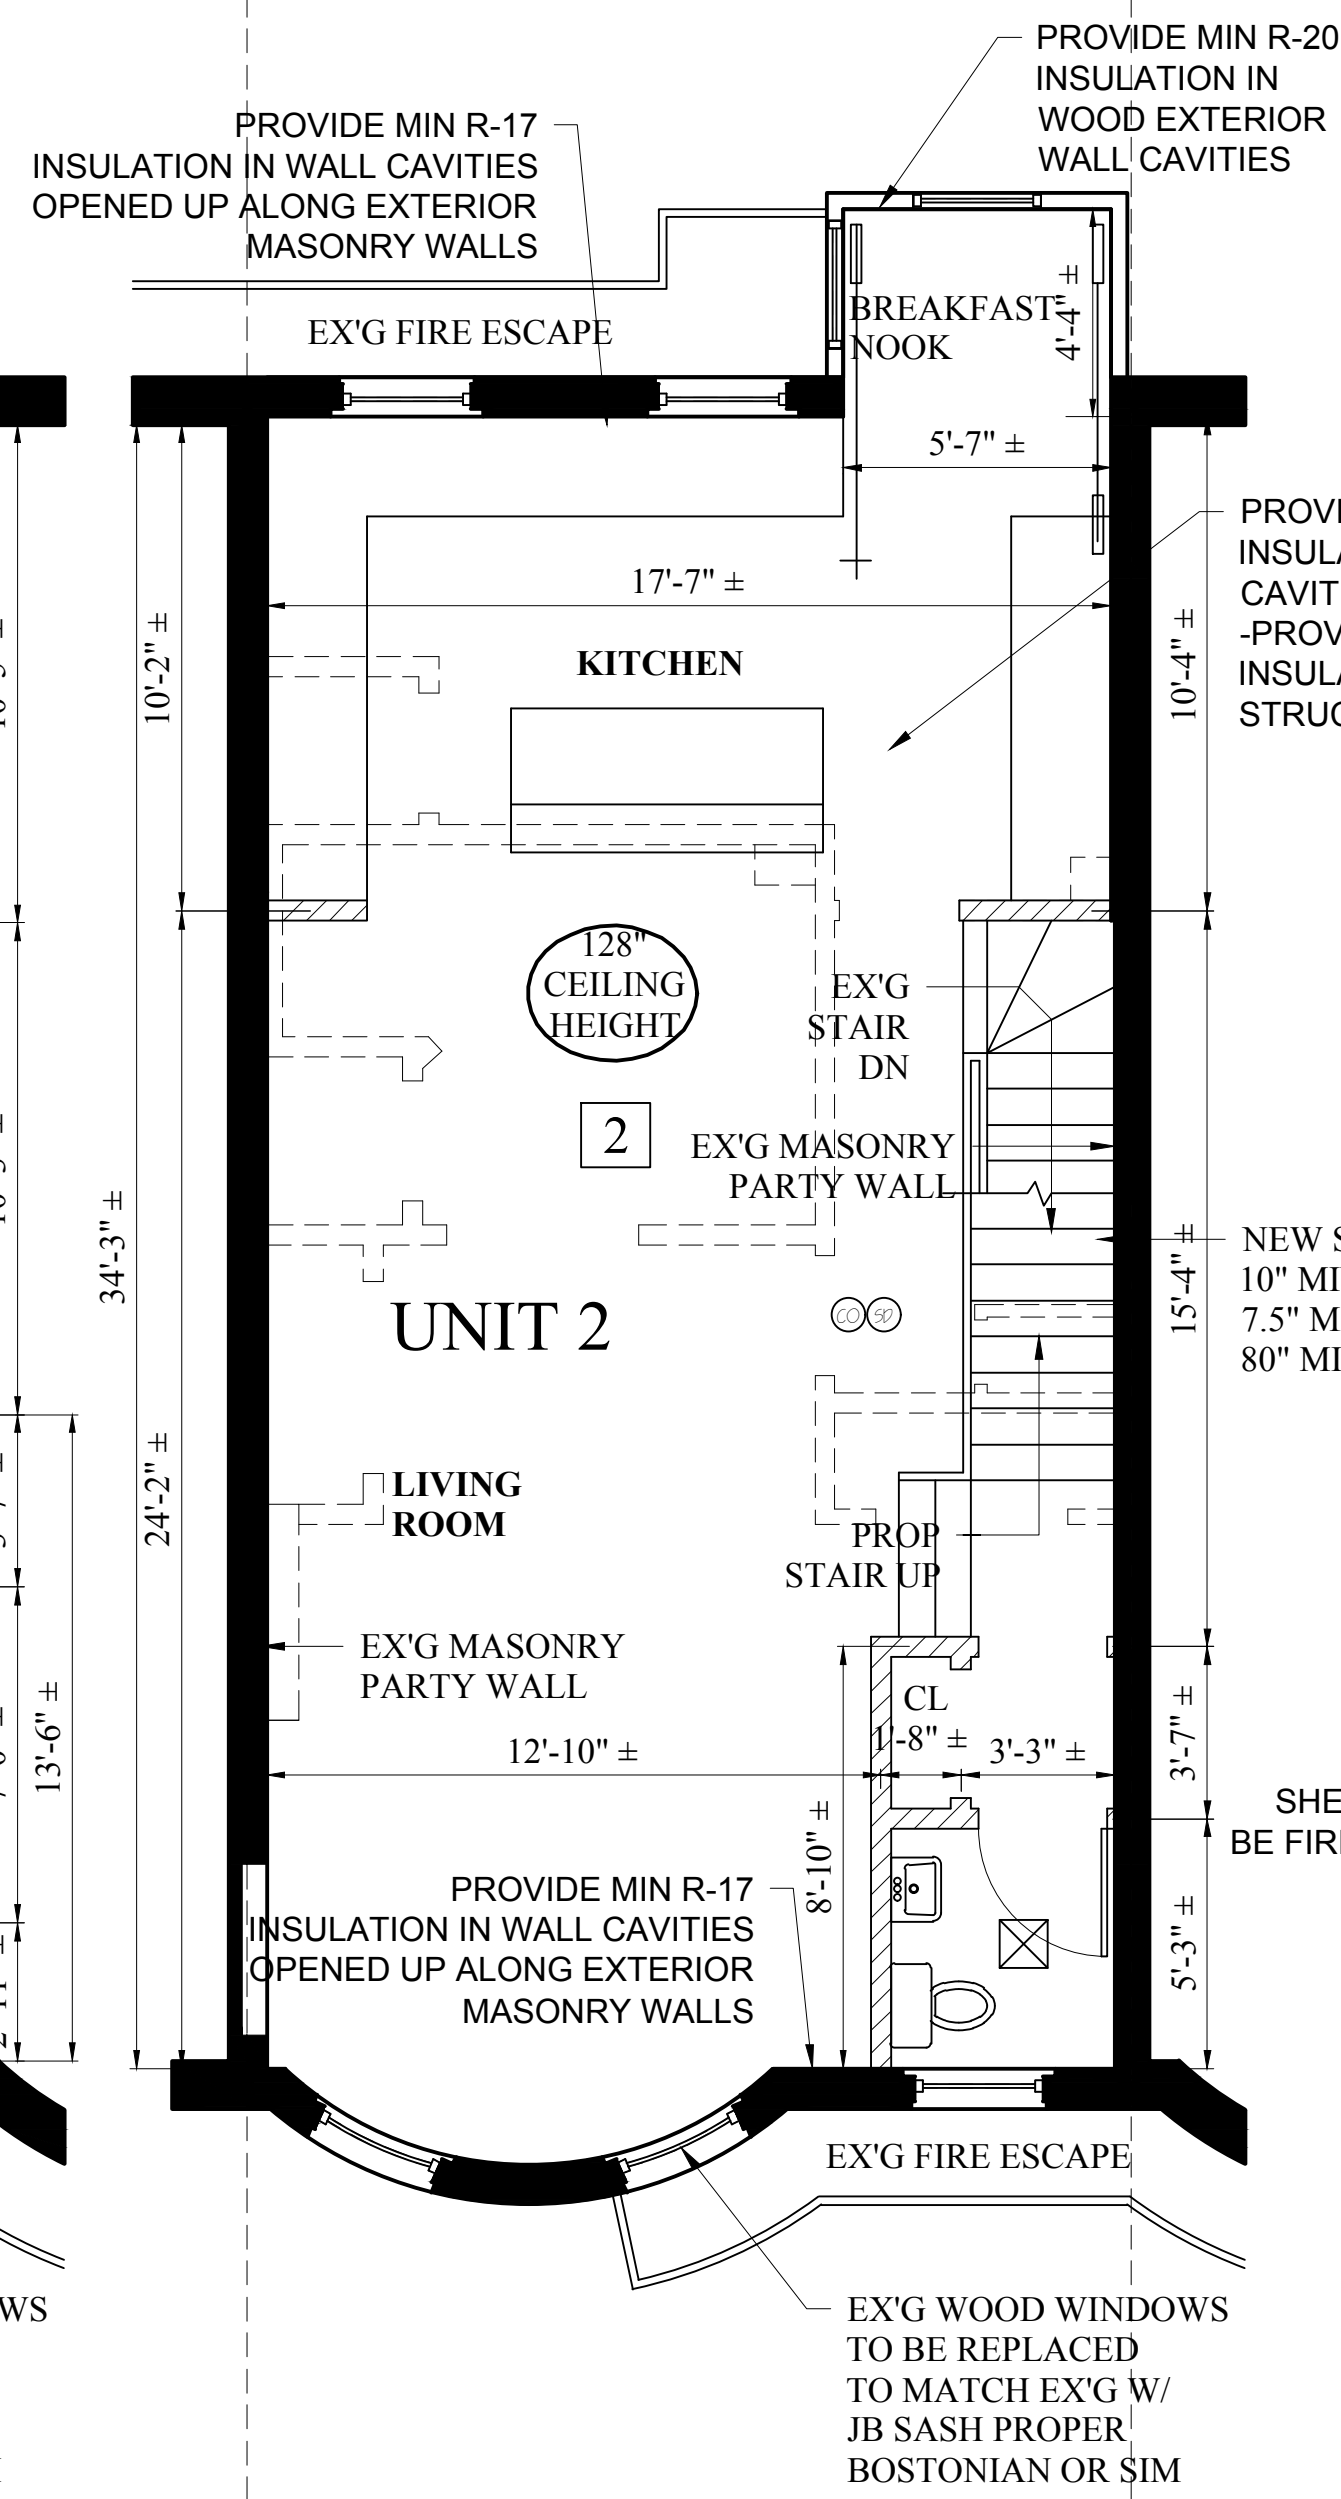 PROVIDE MIN R-20
INSULATION IN
WOOD EXTERIOR
WALL CAVITIES
PROVIDE MIN R-17
INSULATION IN WALL CAVITIES
OPENED UP ALONG EXTERIOR
MASONRY WALLS
EX'G FIRE ESCAPE
BREAKFAST
NOOK
4'-4" ±
5'-7" ±
17'-7" ±
KITCHEN
10'-2" ±
10'-4" ±
-PROV
128"
CEILING
HEIGHT
EX'G
STAIR
DN
2
EX'G MASONRY
PARTY WALL
34'-3" ±
15'-4" ±
NEW S
10" MI
7.5" M
80" MI
UNIT 2
CO SD
24'-2" ±
LIVING
ROOM
PROP
STAIR UP
EX'G MASONRY
PARTY WALL
13'-6" ±
CL
12'-10" ±
1'-8" ±
3'-3" ±
3'-7" ±
8'-10" ±
5'-3" ±
SHE
BE FIR
PROVIDE MIN R-17
INSULATION IN WALL CAVITIES
OPENED UP ALONG EXTERIOR
MASONRY WALLS
EX'G FIRE ESCAPE
WS
EX'G WOOD WINDOWS
TO BE REPLACED
TO MATCH EX'G W/
JB SASH PROPER
BOSTONIAN OR SIM